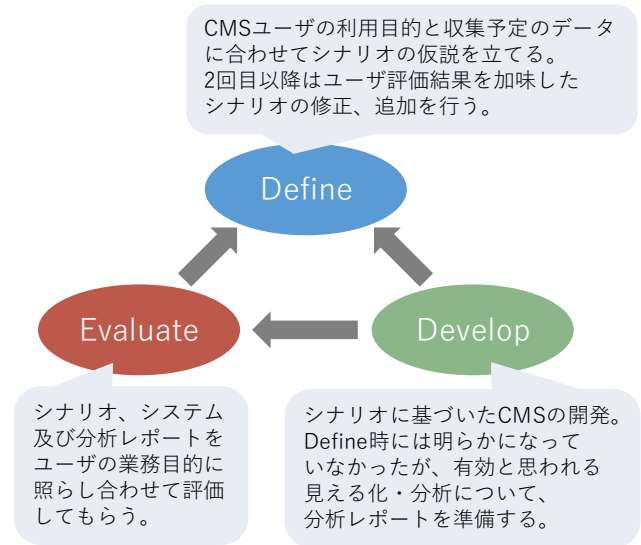 CMSユーザの利用目的と収集予定のデータ
に合わせてシナリオの仮説を立てる。
2回目以降はユーザ評価結果を加味した
シナリオの修正、追加を行う。
Define
Evaluate
Develop
シナリオ、システム
及び分析レポートを
ユーザの業務目的に
照らし合わせて評価
してもらう。
シナリオに基づいたCMSの開発。
Define時には明らかになって
いなかったが、有効と思われる
見える化・分析について、
分析レポートを準備する。